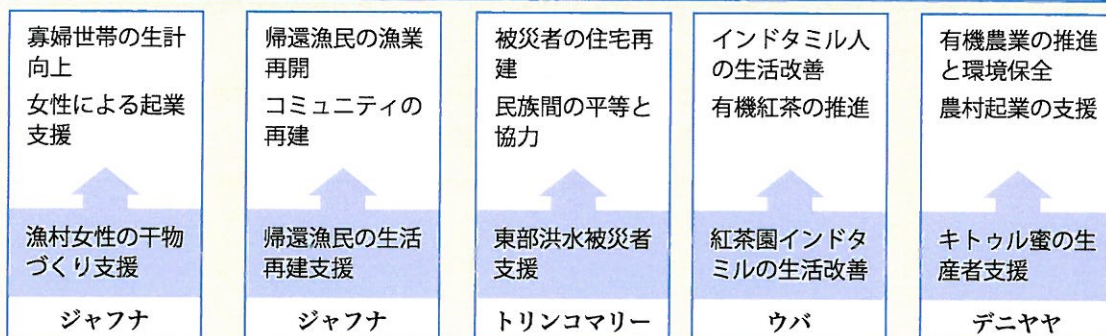 寡婦世帯の生計
向上
女性による起業
支援
漁村女性の干物
づくり支援
ジャフナ
帰還漁民の漁業
再開
コミュニティの
再建
帰還漁民の生活
再建支援
ジャフナ
被災者の住宅再
建
民族間の平等と
協力
東部洪水被災者
支援
トリンコマリー
インドタミル人
の生活改善
有機紅茶の推進
紅茶園インドタ
ミルの生活改善
ウバ
有機農業の推進
と環境保全
農村起業の支援
キトゥル蜜の生
産者支援
デニヤヤ